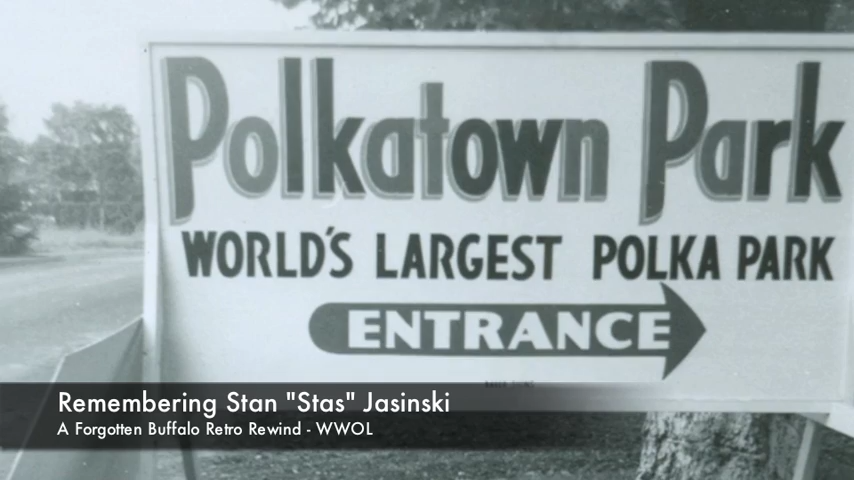 Polkatown Park
WORLD'S LARGEST POLKA PARK
ENTRANCE
Remembering Stan "Stas" Jasinski
A Forgotten Buffalo Retro Rewind - WWOL